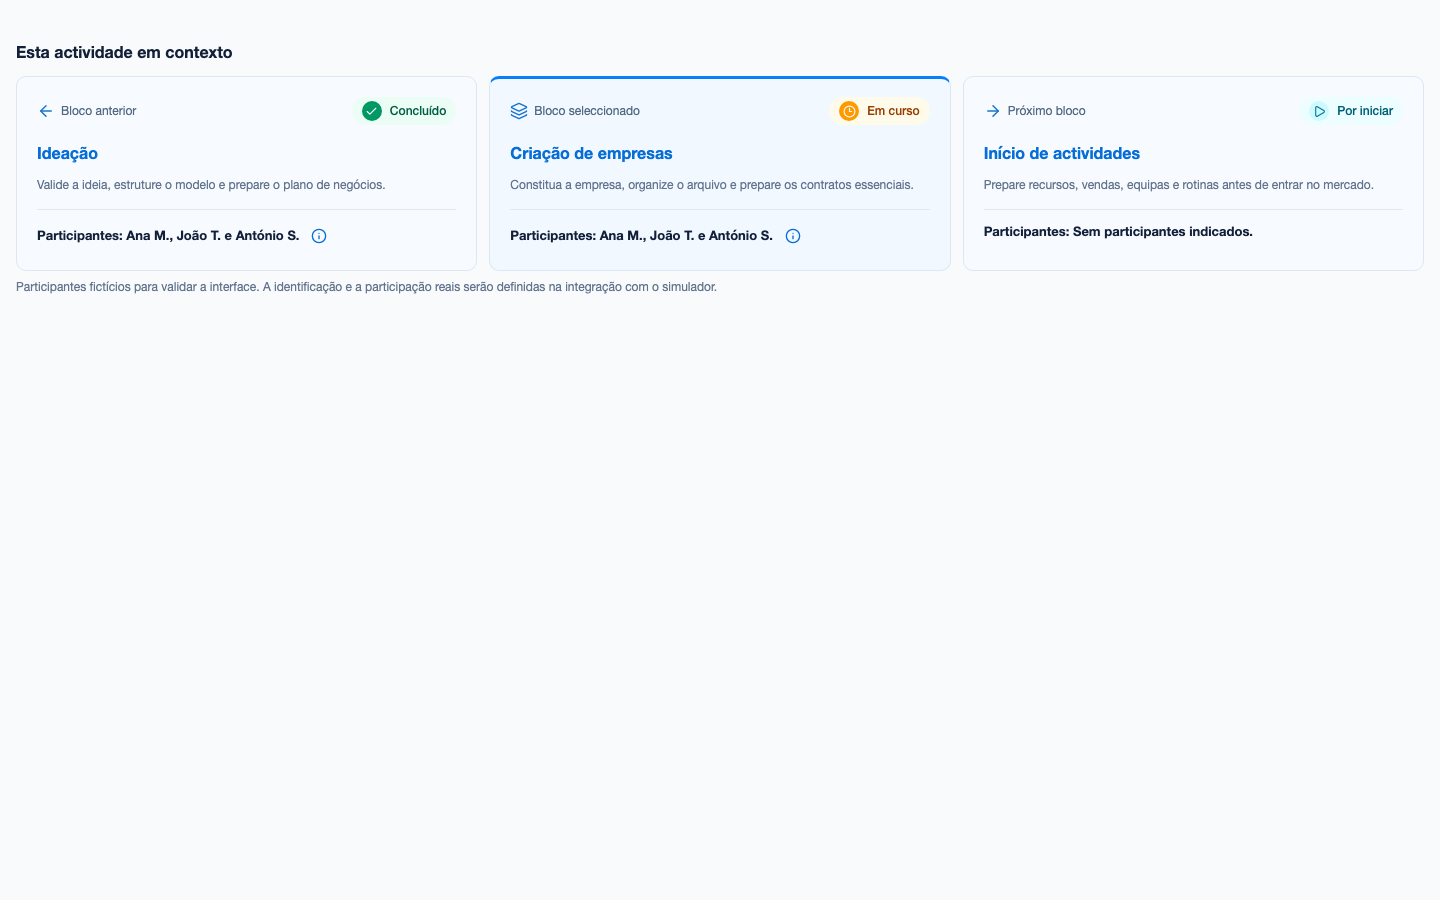 Esta actividade em contexto
Bloco anterior
Concluído
Ideação
Valide a ideia, estruture o modelo e prepare o plano de negócios.
Participantes: Ana M., João T. e António S.
Bloco seleccionado
Em curso
Criação de empresas
Constitua a empresa, organize o arquivo e prepare os contratos essenciais.
Participantes: Ana M., João T. e António S.
Próximo bloco
Por iniciar
Início de actividades
Prepare recursos, vendas, equipas e rotinas antes de entrar no mercado.
Participantes: Sem participantes indicados.
Participantes fictícios para validar a interface. A identificação e a participação reais serão definidas na integração com o simulador.